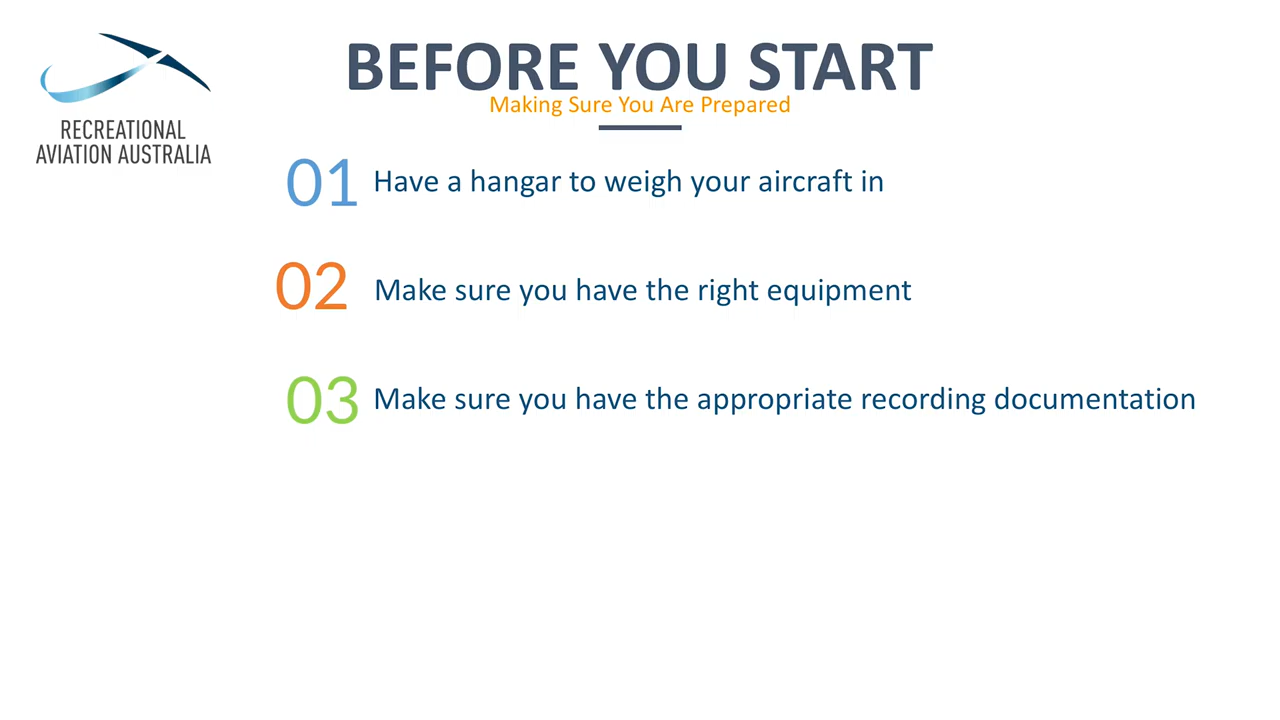 BEFORE YOU START
Making Sure You Are Prepared
RECREATIONAL
AVIATION AUSTRALIA
01 Have a hangar to weigh your aircraft in
02 Make sure you have the right equipment
03 Make sure you have the appropriate recording documentation